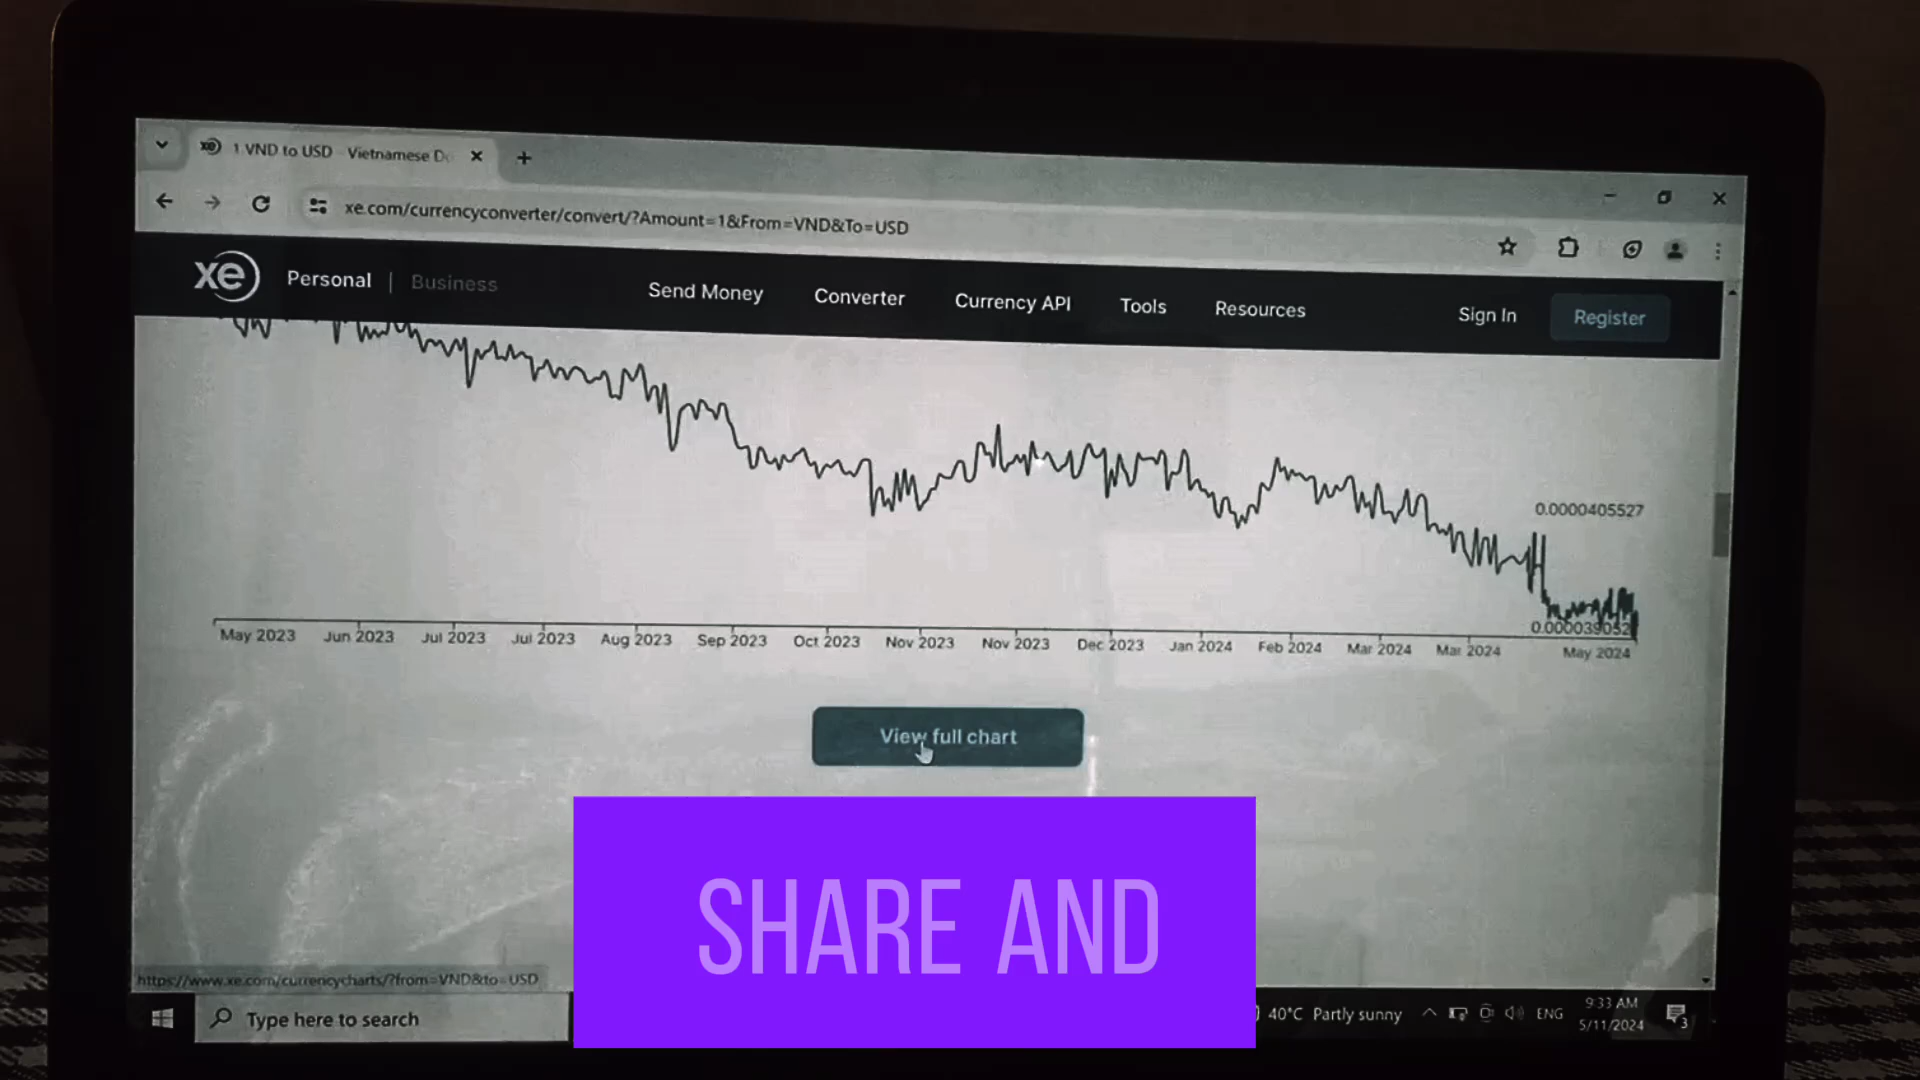 1 VND to USD - Vietnamese Do
xe.com/currencyconverter/convert/?Amount=1&From=VND&To=USD
xe Personal | Business Send Money Converter Currency API Tools Resources Sign In Register
0.0000405527
0.000039052
May 2023 Jun 2023 Jul 2023 Jul 2023 Aug 2023 Sep 2023 Oct 2023 Nov 2023 Nov 2023 Dec 2023 Jan 2024 Feb 2024 Mar 2024 Mar 2024 May 2024
View full chart
SHARE AND
https://www.xe.com/currencycharts/?from=VND&to=USD
Type here to search
40°C Partly sunny ENG
9:33 AM
5/11/2024
3